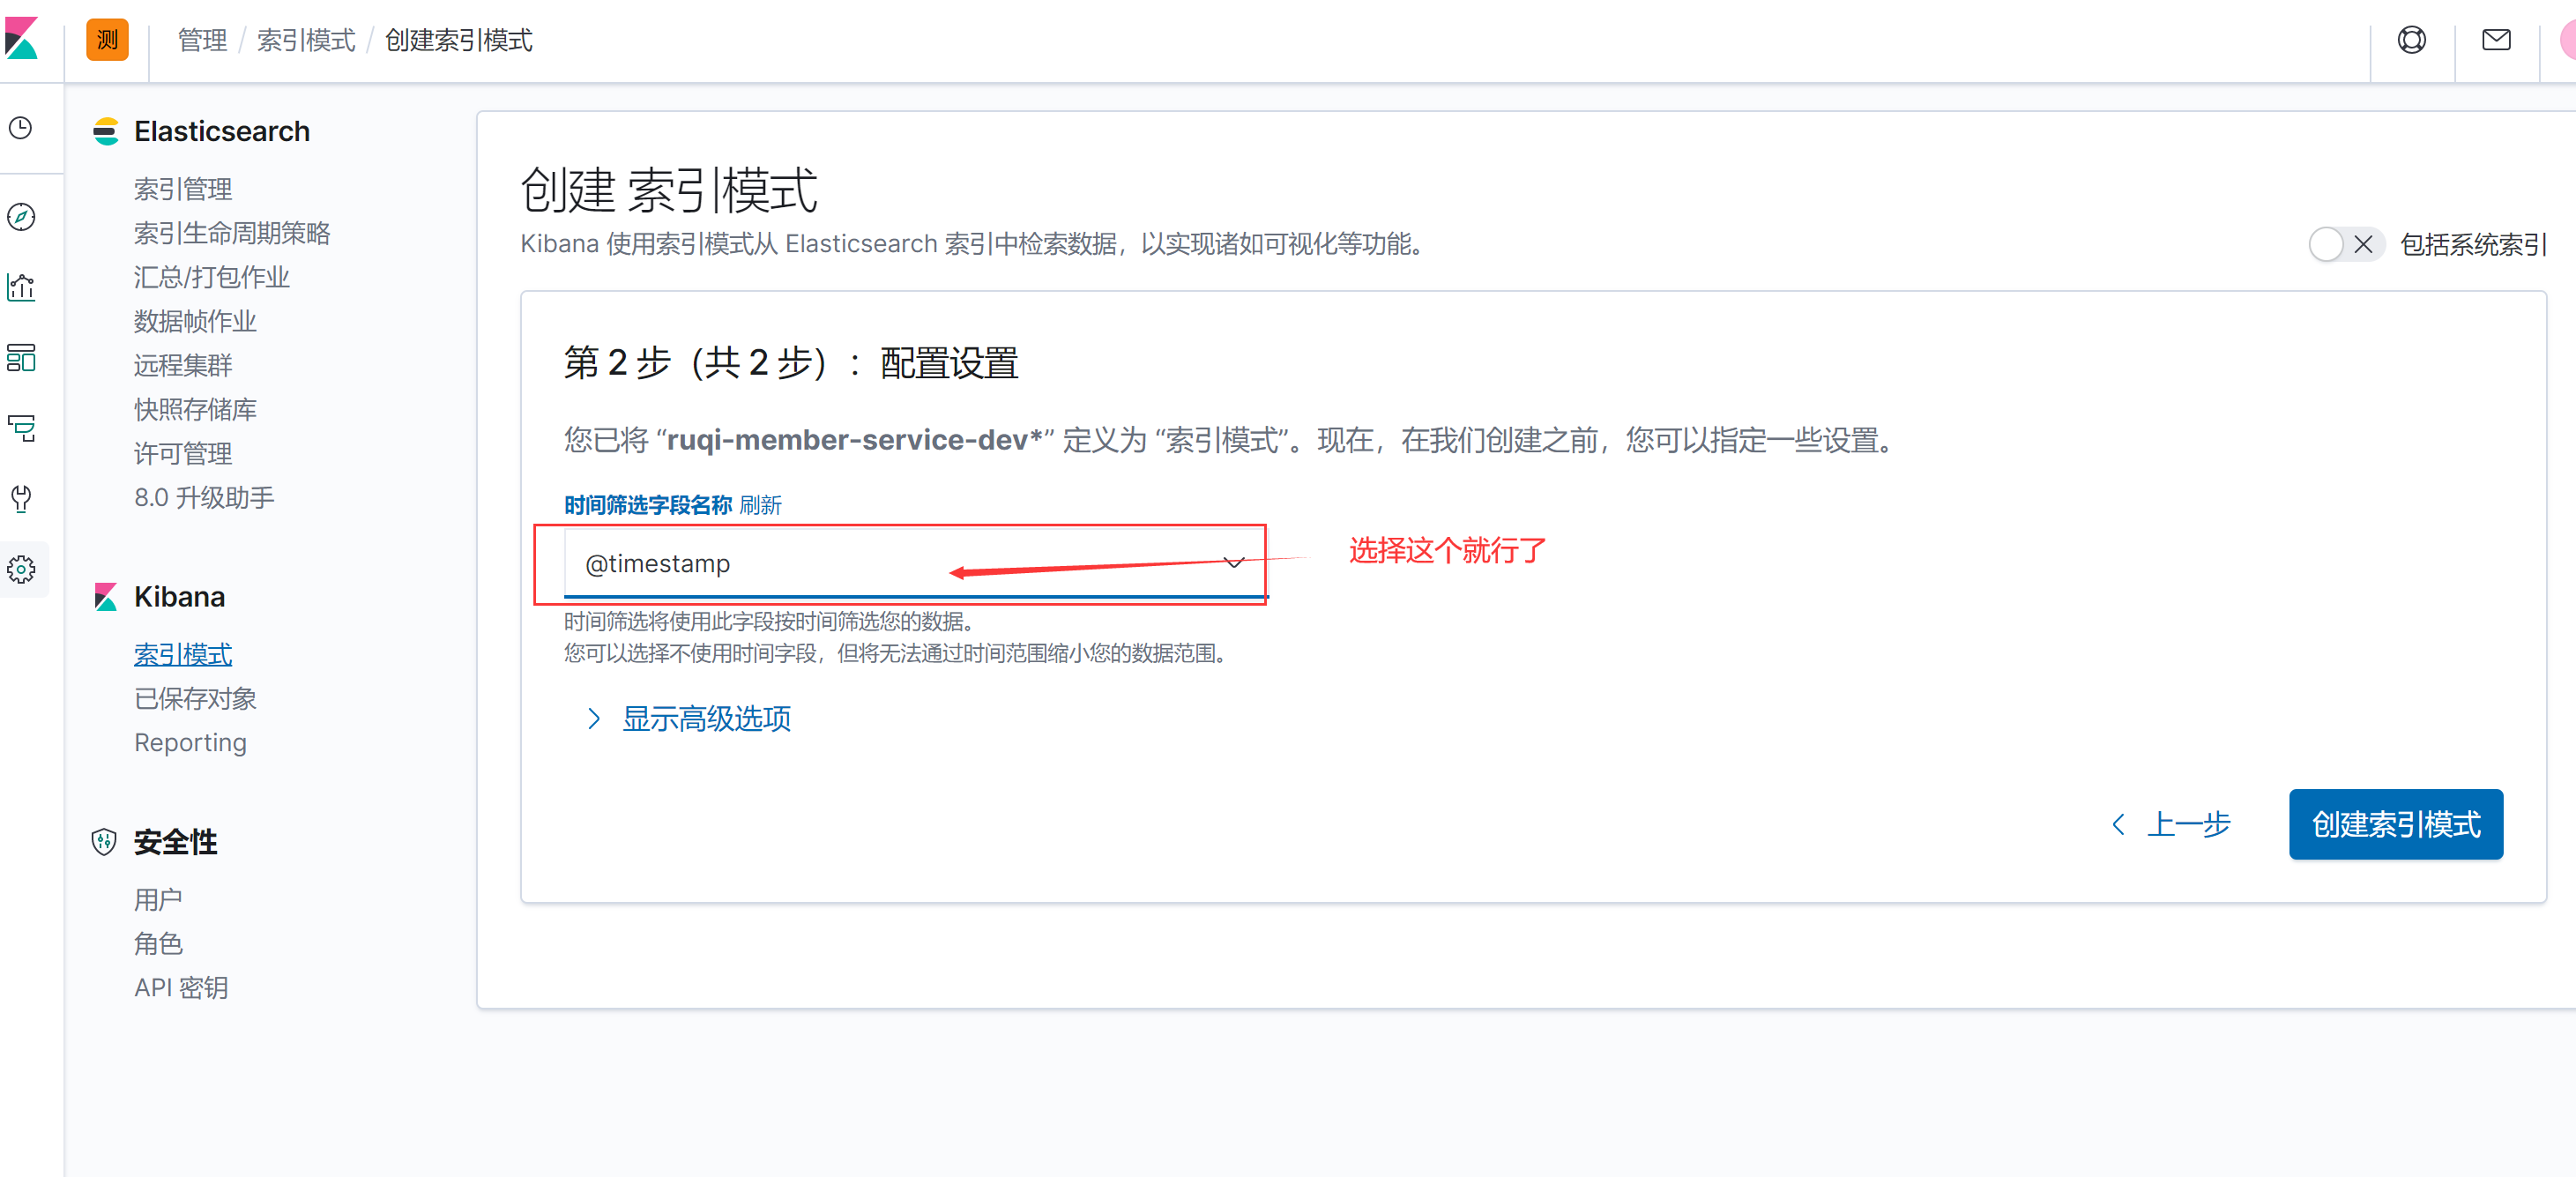 测
管理 / 索引模式 / 创建索引模式
Elasticsearch
索引管理
索引生命周期策略
汇总/打包作业
数据帧作业
远程集群
快照存储库
许可管理
8.0 升级助手
Kibana
索引模式
已保存对象
Reporting
安全性
用户
角色
API 密钥
创建 索引模式
Kibana 使用索引模式从 Elasticsearch 索引中检索数据，以实现诸如可视化等功能。
包括系统索引
第 2 步（共 2 步）：配置设置
您已将 “ruqi-member-service-dev*” 定义为 “索引模式”。现在，在我们创建之前，您可以指定一些设置。
时间筛选字段名称 刷新
@timestamp
选择这个就行了
时间筛选将使用此字段按时间筛选您的数据。
您可以选择不使用时间字段，但将无法通过时间范围缩小您的数据范围。
显示高级选项
上一步
创建索引模式